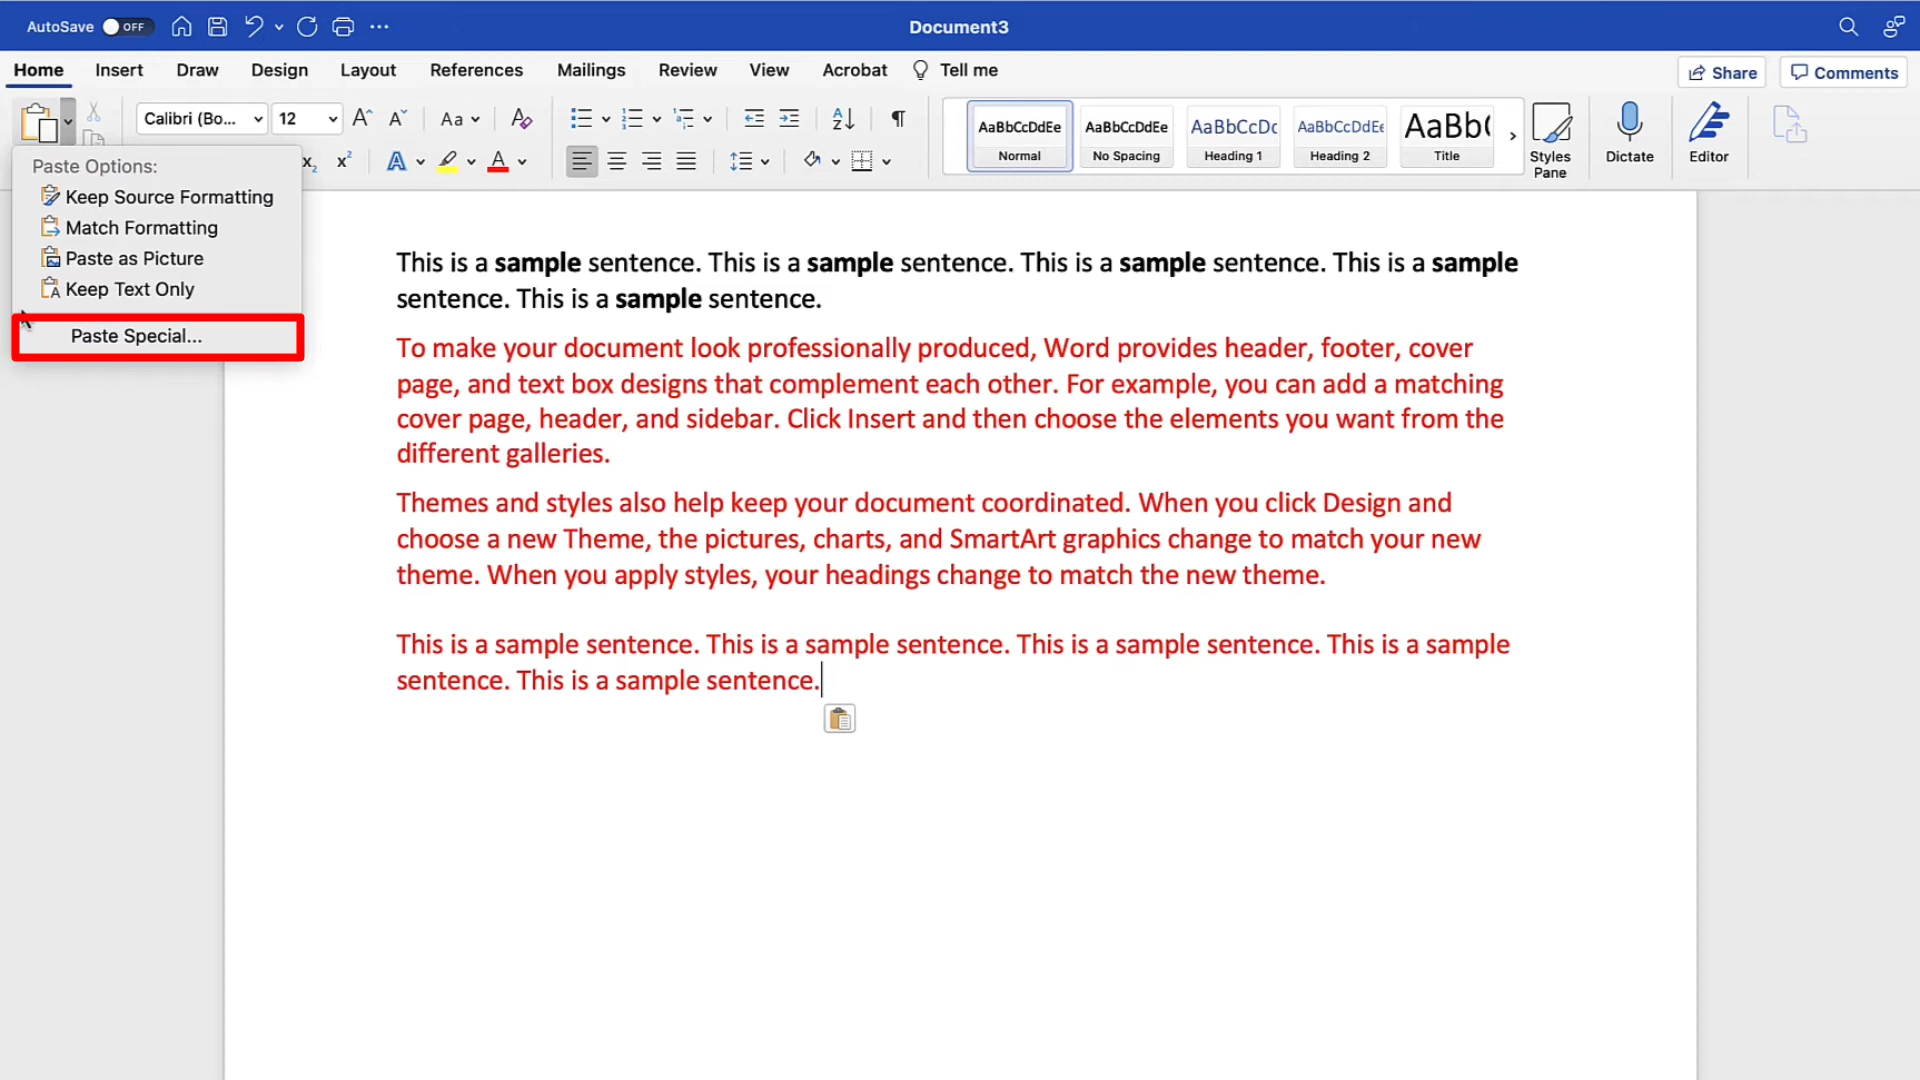 AutoSave OFF Document3
Home Insert Draw Design Layout References Mailings Review View Acrobat Tell me Share Comments
Calibri (Bo... 12 Aa
AaBbCcDdEe AaBbCcDdEe AaBbCcDc AaBbCcDdEe AaBb(
Normal No Spacing Heading 1 Heading 2 Title Styles Pane Dictate Editor
Paste Options:
Keep Source Formatting
Match Formatting
Paste as Picture
Keep Text Only
Paste Special...
This is a sample sentence. This is a sample sentence. This is a sample sentence. This is a sample
sentence. This is a sample sentence.
To make your document look professionally produced, Word provides header, footer, cover
page, and text box designs that complement each other. For example, you can add a matching
cover page, header, and sidebar. Click Insert and then choose the elements you want from the
different galleries.
Themes and styles also help keep your document coordinated. When you click Design and
choose a new Theme, the pictures, charts, and SmartArt graphics change to match your new
theme. When you apply styles, your headings change to match the new theme.
This is a sample sentence. This is a sample sentence. This is a sample sentence. This is a sample
sentence. This is a sample sentence.